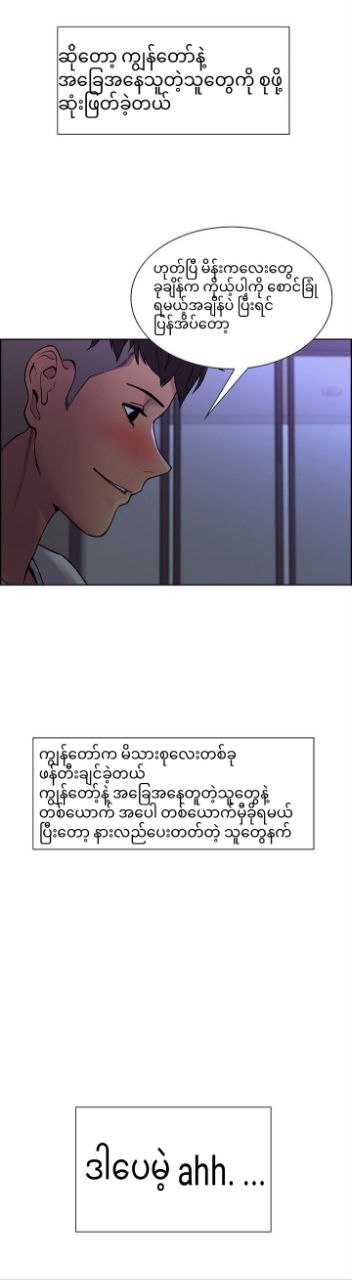 ဆိုတော့ ကျွန်တော်နဲ့
အခြေအနေသူတဲ့သူတွေကို စုဖို့
ဆုံးဖြတ်ခဲ့တယ်
ဟုတ်ပြီ မိန်းကလေးတွေ
ခုချိန်က ကိုယ့်ပါ့ကို စောင်ခြုံ
ရမယ့်အချိန်ပဲ ပြီးရင်
ပြန်အိပ်တော့
ကျွန်တော်က မိသားစုလေးတစ်ခု
ဖန်တီးချင်ခဲ့တယ်
ကျွန်တော့်နဲ့ အခြေအနေတူတဲ့သူတွေနဲ့
တစ်ယောက် အပေါ် တစ်ယောက်မှီခိုရမယ်
ပြီးတော့ နားလည်ပေးတတ်တဲ့ သူတွေနက်
ဒါပေမဲ့ ahh. ...